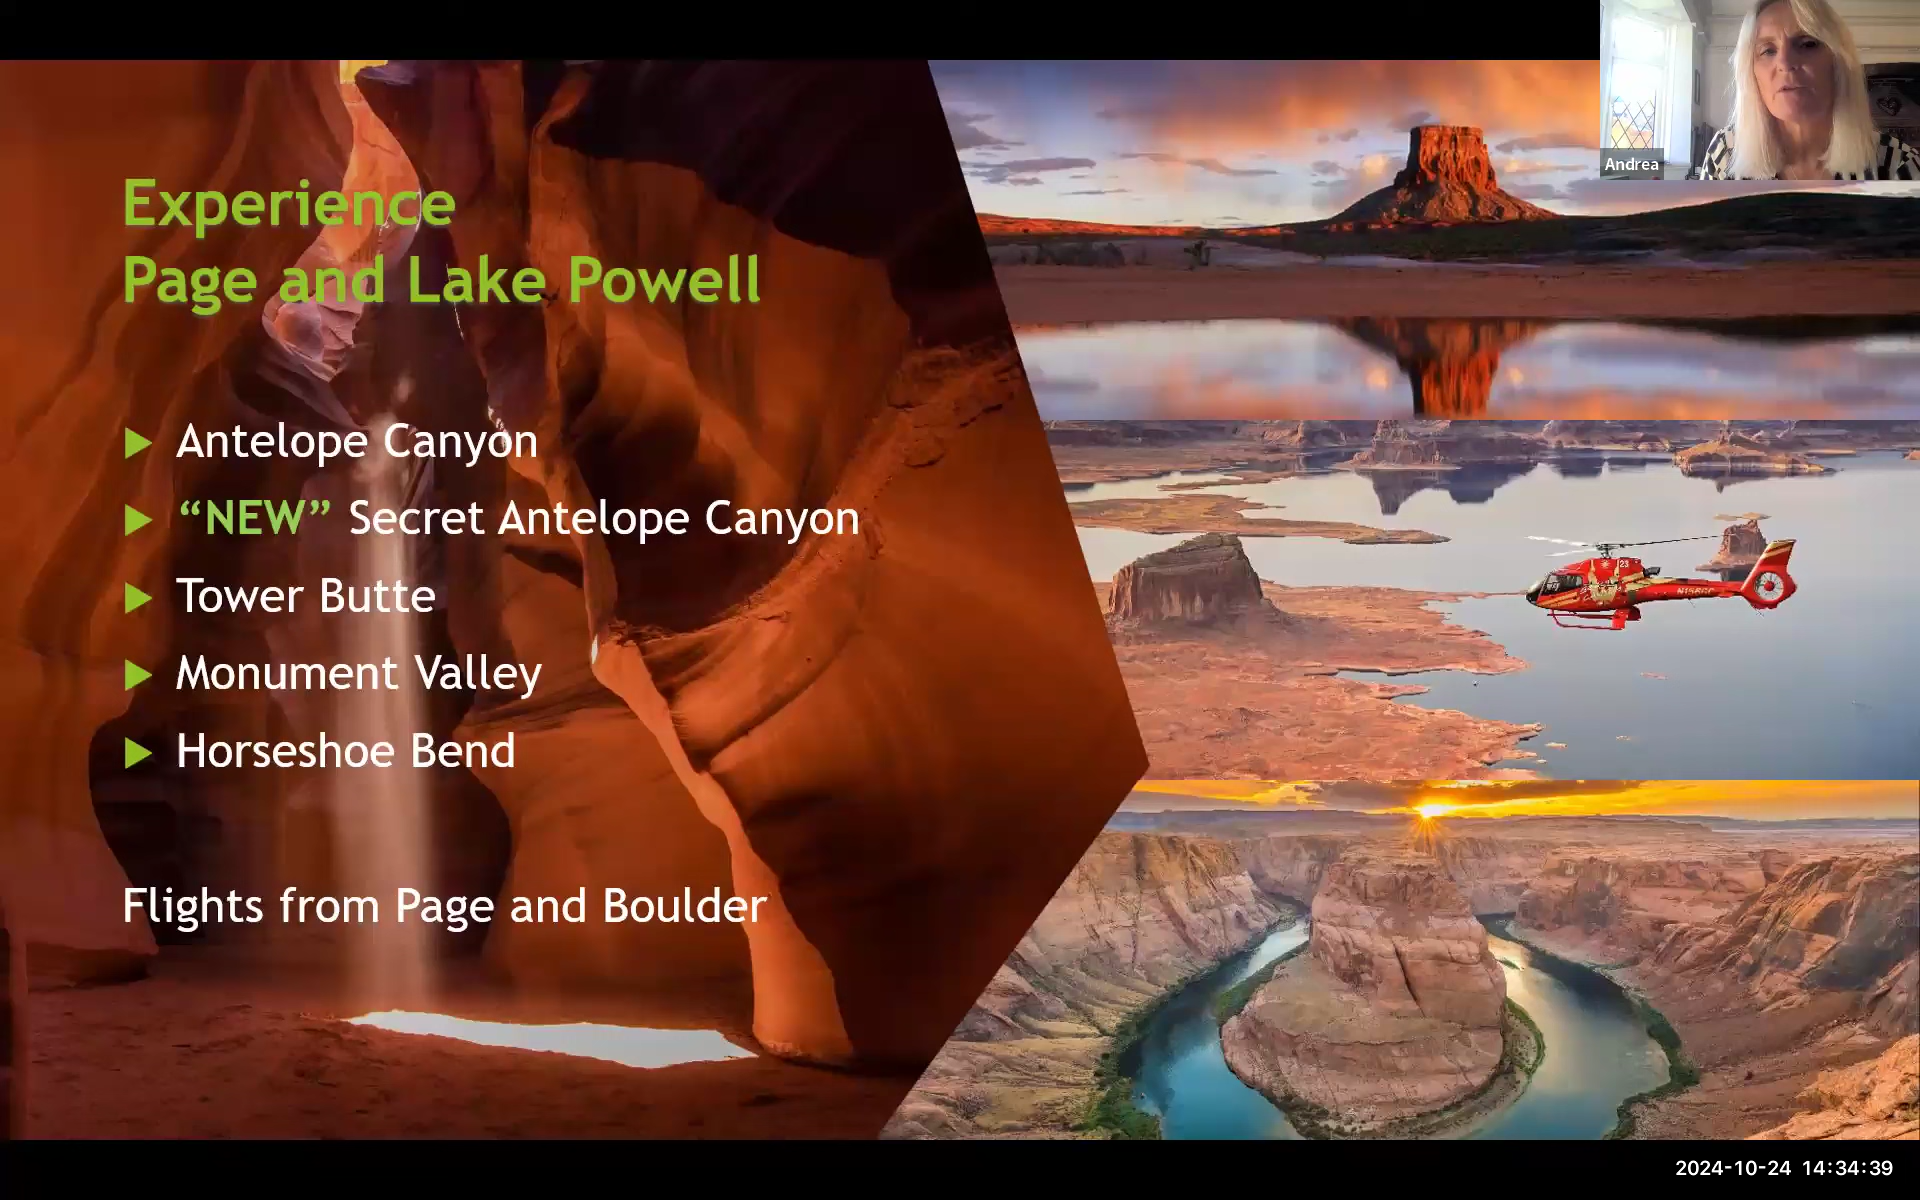 Andrea
Experience
Page and Lake Powell
Antelope Canyon
“NEW” Secret Antelope Canyon
Tower Butte
Monument Valley
Horseshoe Bend
Flights from Page and Boulder
23
2024-10-24 14:34:39